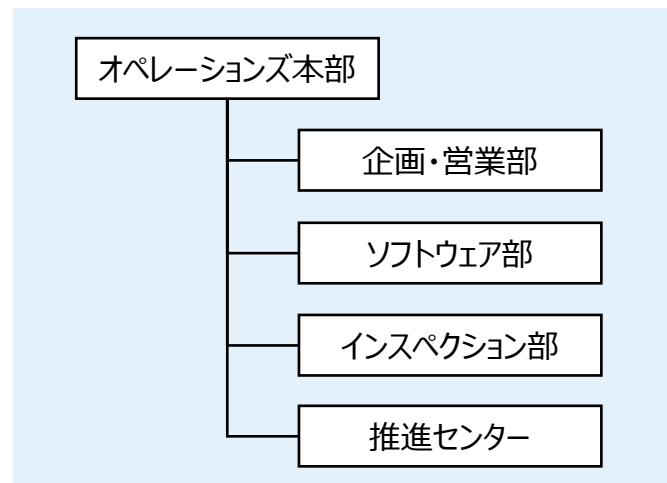 オペレーションズ本部
企画・営業部
ソフトウェア部
インスペクション部
推進センター